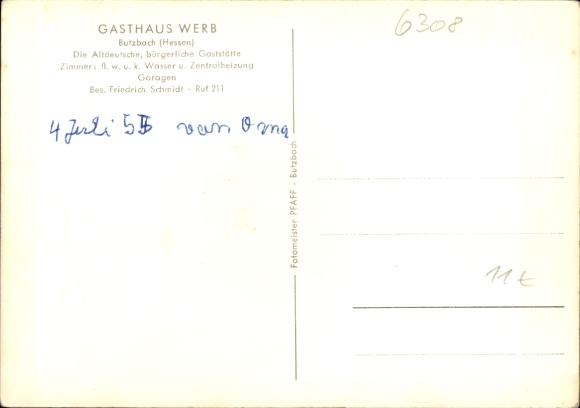 6308
GASTHAUS WERB
Butzbach (Hessen)
Die Altdeutsche, bürgerliche Gaststätte
Zimmer: fl. w. u. k. Wasser u. Zentralheizung
Garagen
Bes. Friedrich Schmidt - Ruf 211
4 Juli 55 van Oma
Fotomeister PFAFF - Butzbach
11€